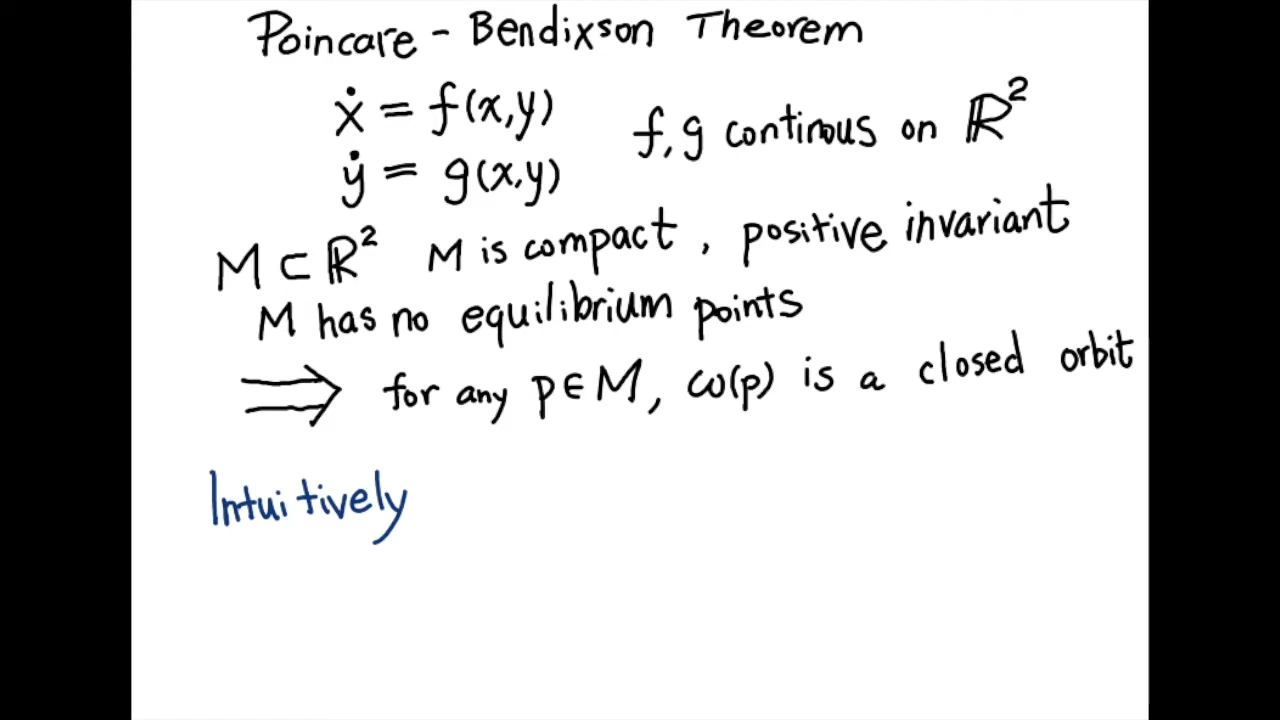 Poincare - Bendixson Theorem
ẋ = f(x,y)
f,g continous on ℝ²
ẏ = g(x,y)
M ⊂ ℝ² M is compact, positive invariant
M has no equilibrium points
⟹ for any p∈M, ω(p) is a closed orbit
Intuitively